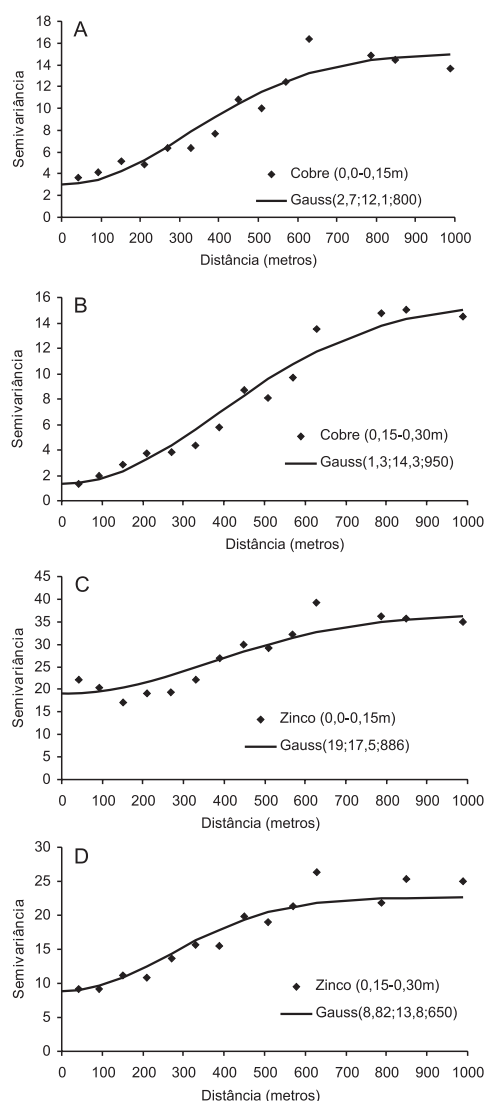 A
18
16
14
12
10
8
6
4
2
0
Semivariância
Cobre (0,0-0,15m)
Gauss(2,7;12,1;800)
0 100 200 300 400 500 600 700 800 900 1000
Distância (metros)
B
16
14
12
10
8
6
4
2
0
Semivariância
Cobre (0,15-0,30m)
Gauss(1,3;14,3;950)
0 100 200 300 400 500 600 700 800 900 1000
Distância (metros)
C
45
40
35
30
25
20
15
10
5
0
Semivariância
Zinco (0,0-0,15m)
Gauss(19;17,5;886)
0 100 200 300 400 500 600 700 800 900 1000
Distância (metros)
D
30
25
20
15
10
5
0
Semivariância
Zinco (0,15-0,30m)
Gauss(8,82;13,8;650)
0 100 200 300 400 500 600 700 800 900 1000
Distância (metros)